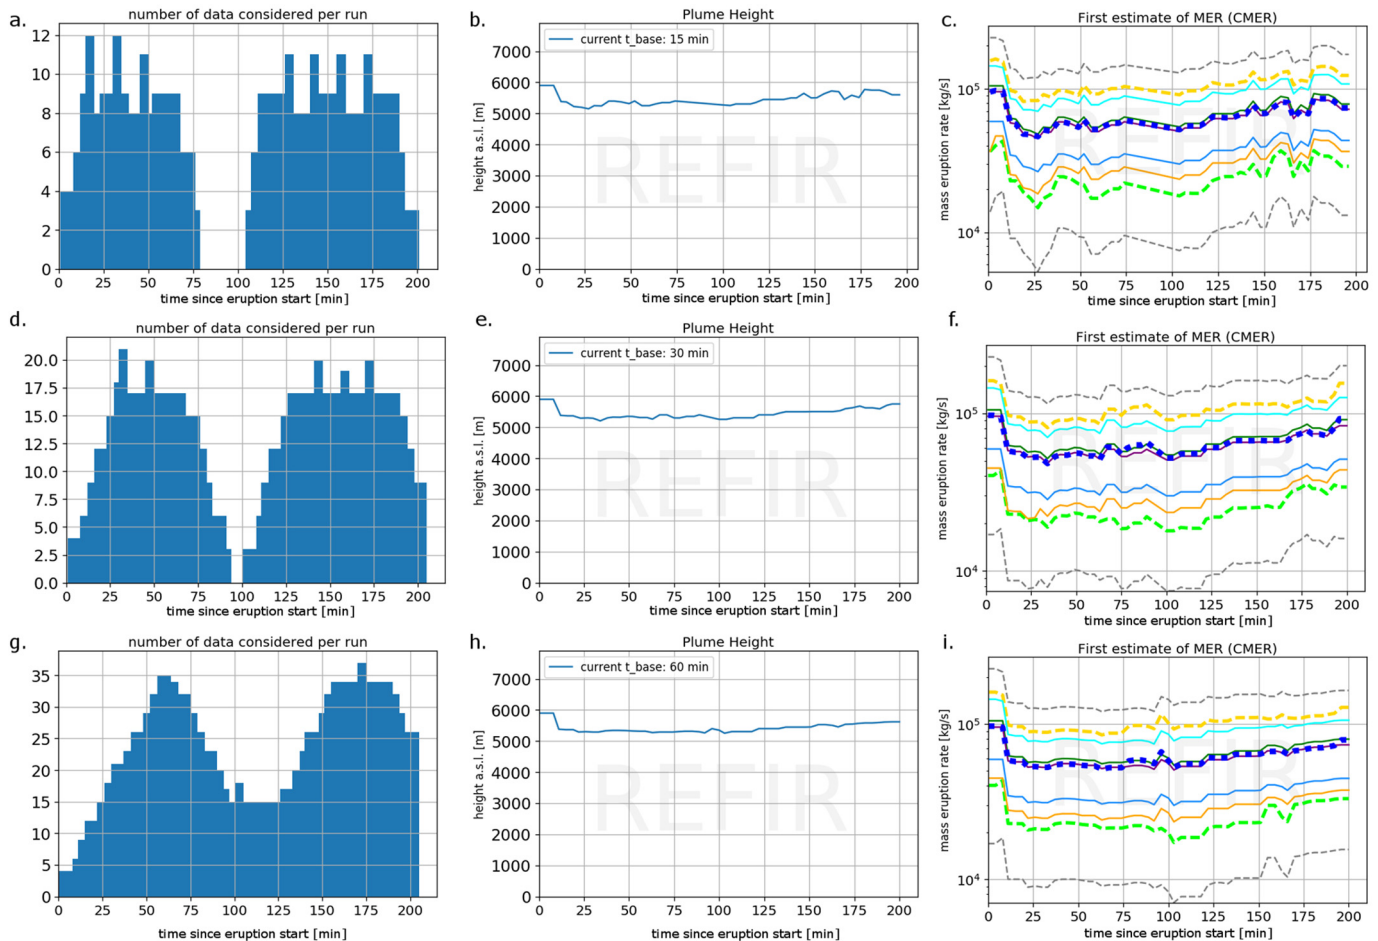 a.
number of data considered per run
12
10
8
6
4
2
0
0 25 50 75 100 125 150 175 200
time since eruption start [min]
b.
Plume Height
current t_base: 15 min
7000
6000
5000
4000
3000
2000
1000
0
height a.s.l. [m]
REFIR
0 25 50 75 100 125 150 175 200
time since eruption start [min]
c.
First estimate of MER (CMER)
10^5
10^4
mass eruption rate [kg/s]
REFIR
0 25 50 75 100 125 150 175 200
time since eruption start [min]
d.
number of data considered per run
20.0
17.5
15.0
12.5
10.0
7.5
5.0
2.5
0.0
0 25 50 75 100 125 150 175 200
time since eruption start [min]
e.
Plume Height
current t_base: 30 min
7000
6000
5000
4000
3000
2000
1000
0
height a.s.l. [m]
REFIR
0 25 50 75 100 125 150 175 200
time since eruption start [min]
f.
First estimate of MER (CMER)
10^5
10^4
mass eruption rate [kg/s]
REFIR
0 25 50 75 100 125 150 175 200
time since eruption start [min]
g.
number of data considered per run
35
30
25
20
15
10
5
0
0 25 50 75 100 125 150 175 200
time since eruption start [min]
h.
Plume Height
current t_base: 60 min
7000
6000
5000
4000
3000
2000
1000
0
height a.s.l. [m]
REFIR
0 25 50 75 100 125 150 175 200
time since eruption start [min]
i.
First estimate of MER (CMER)
10^5
10^4
mass eruption rate [kg/s]
REFIR
0 25 50 75 100 125 150 175 200
time since eruption start [min]